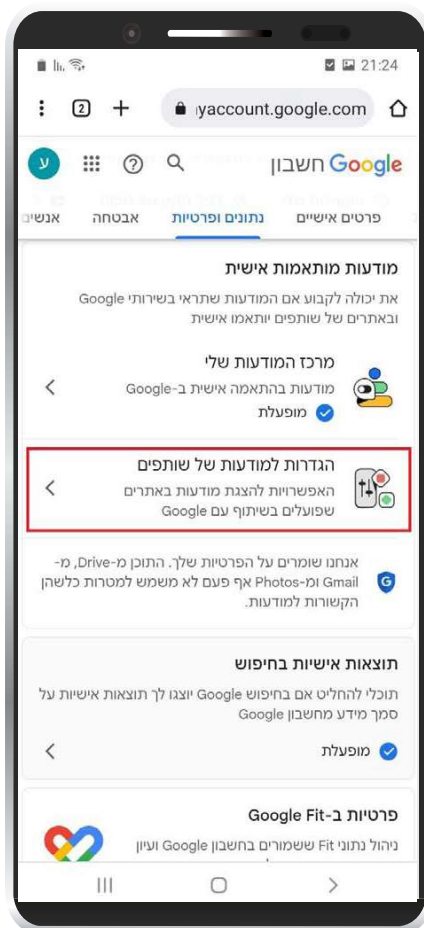 21:24
2
yaccount.google.com
חשבון Google
ע
פרטים אישיים
נתונים ופרטיות
אבטחה
אנשים
מודעות מותאמות אישית
את יכולה לקבוע אם המודעות שתראי בשירותי Google
ובאתרים של שותפים יותאמו אישית
מרכז המודעות שלי
מודעות בהתאמה אישית ב-Google
מופעלת
הגדרות למודעות של שותפים
האפשרויות להצגת מודעות באתרים
שפועלים בשיתוף עם Google
אנחנו שומרים על הפרטיות שלך. התוכן מ-Drive, מ-
Gmail ומ-Photos אף פעם לא משמש למטרות כלשהן
הקשורות למודעות.
תוצאות אישיות בחיפוש
תוכלי להחליט אם בחיפוש Google יוצגו לך תוצאות אישיות על
סמך מידע מחשבון Google
מופעלת
פרטיות ב-Google Fit
ניהול נתוני Fit ששמורים בחשבון Google ועיון